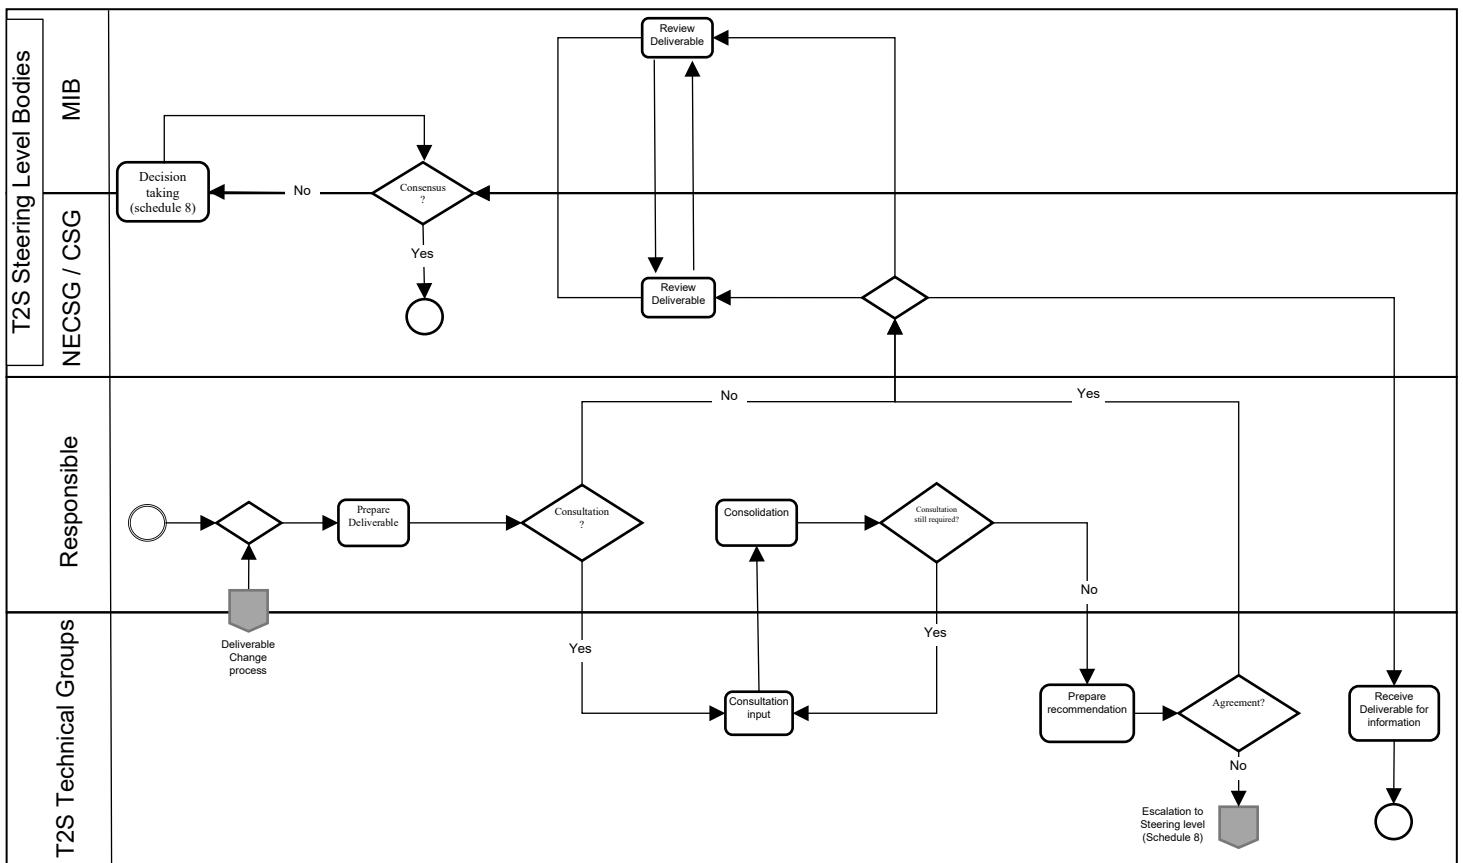 T2S Steering Level Bodies
MIB
Review
Deliverable
Decision
taking
(schedule 8)
No
Consensus
?
Yes
NECSG / CSG
Review
Deliverable
Responsible
No
Yes
Prepare
Deliverable
Consultation
?
Consolidation
Consultation
still required?
No
T2S Technical Groups
Deliverable
Change
process
Yes
Yes
Consultation
input
Prepare
recommendation
Agreement?
Receive
Deliverable for
information
No
Escalation to
Steering level
(Schedule 8)